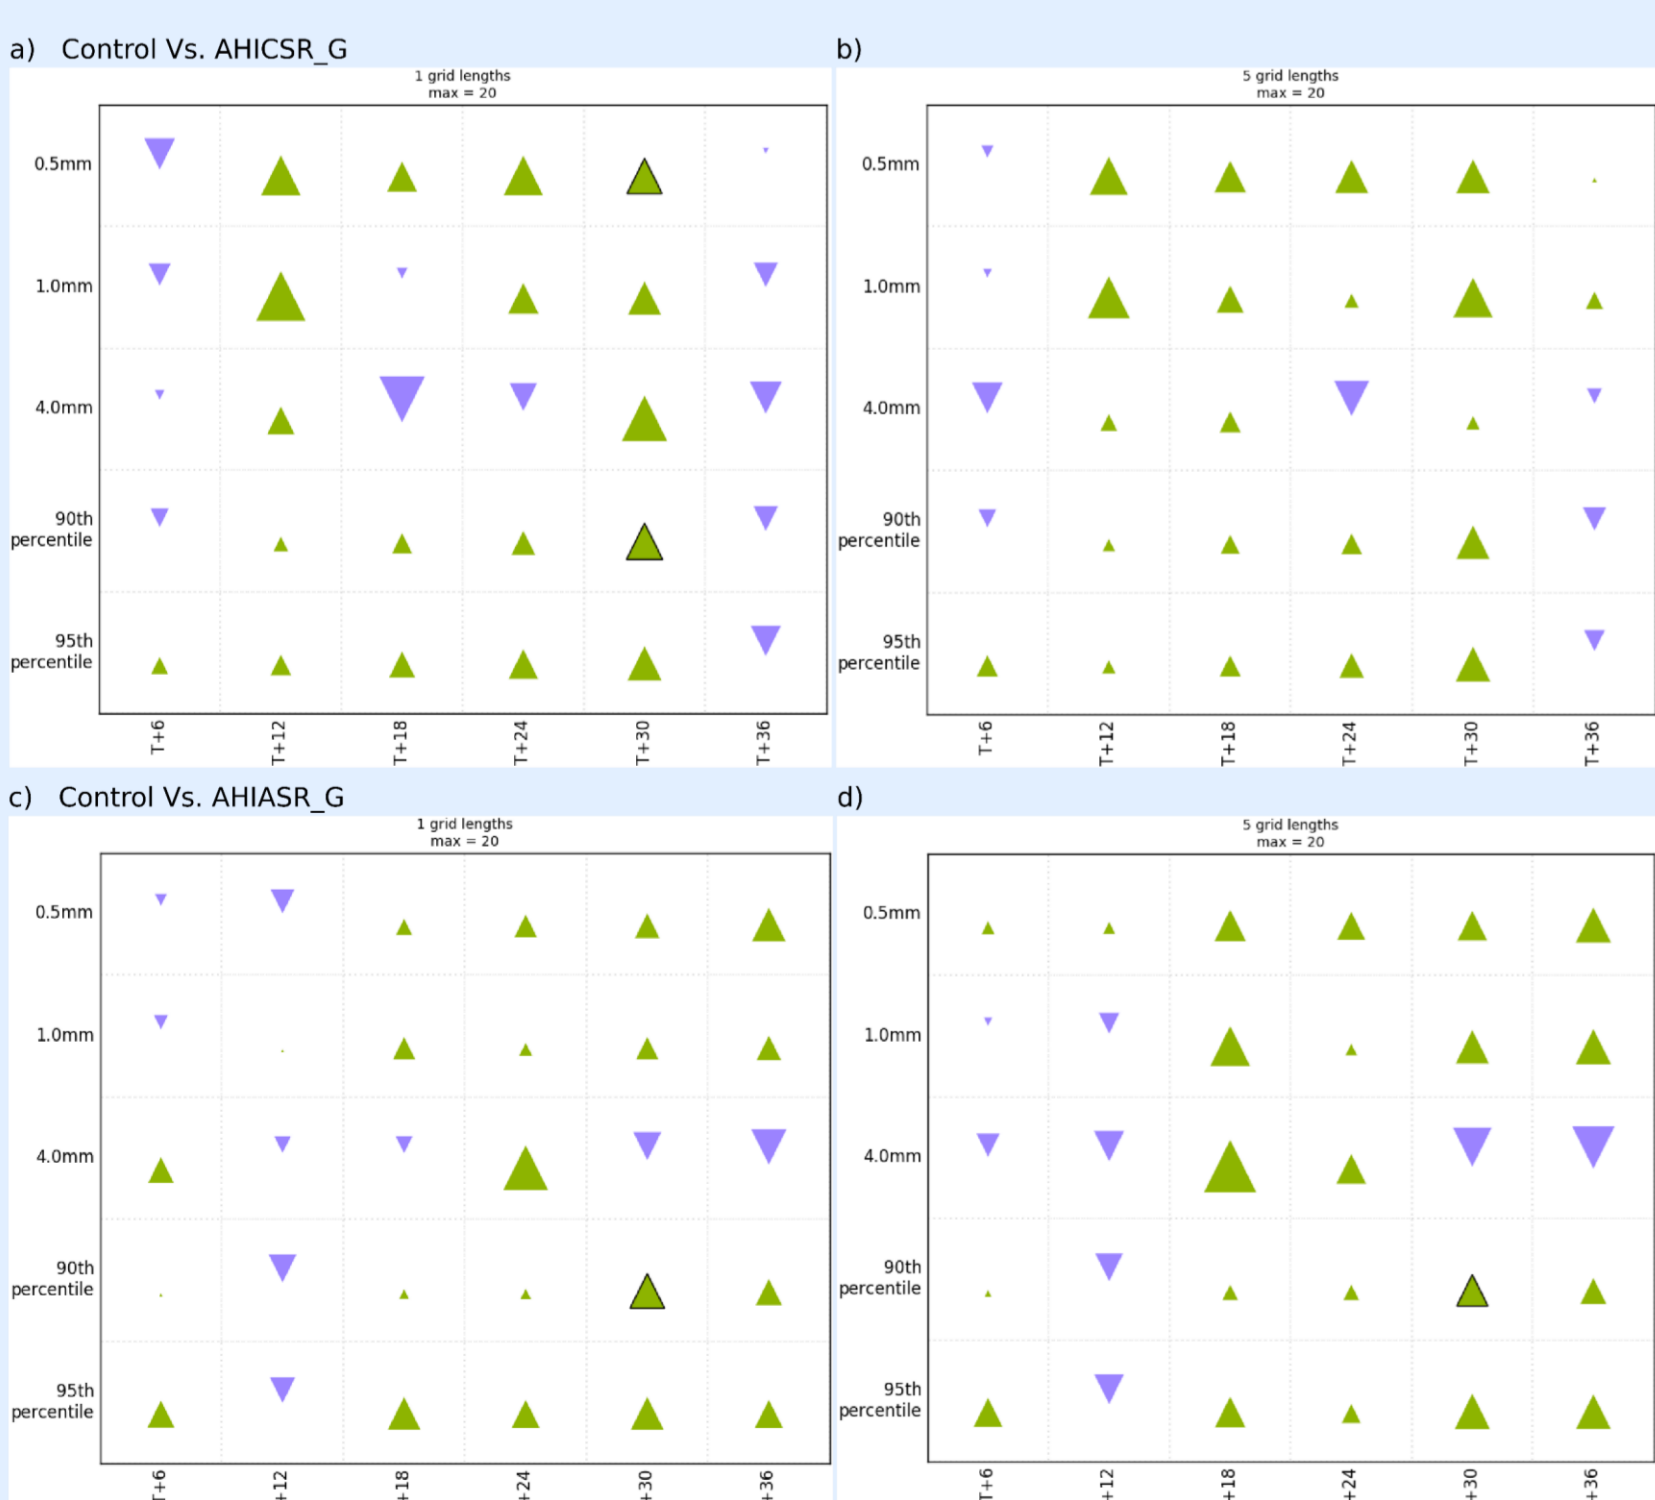 a) Control Vs. AHICSR_G
1 grid lengths
max = 20
0.5mm
1.0mm
4.0mm
90th
percentile
95th
percentile
T+6
T+12
T+18
T+24
T+30
T+36
b)
5 grid lengths
max = 20
0.5mm
1.0mm
4.0mm
90th
percentile
95th
percentile
T+6
T+12
T+18
T+24
T+30
T+36
c) Control Vs. AHIASR_G
1 grid lengths
max = 20
0.5mm
1.0mm
4.0mm
90th
percentile
95th
percentile
T+6
+12
+18
+24
+30
+36
d)
5 grid lengths
max = 20
0.5mm
1.0mm
4.0mm
90th
percentile
95th
percentile
T+6
+12
+18
+24
+30
+36